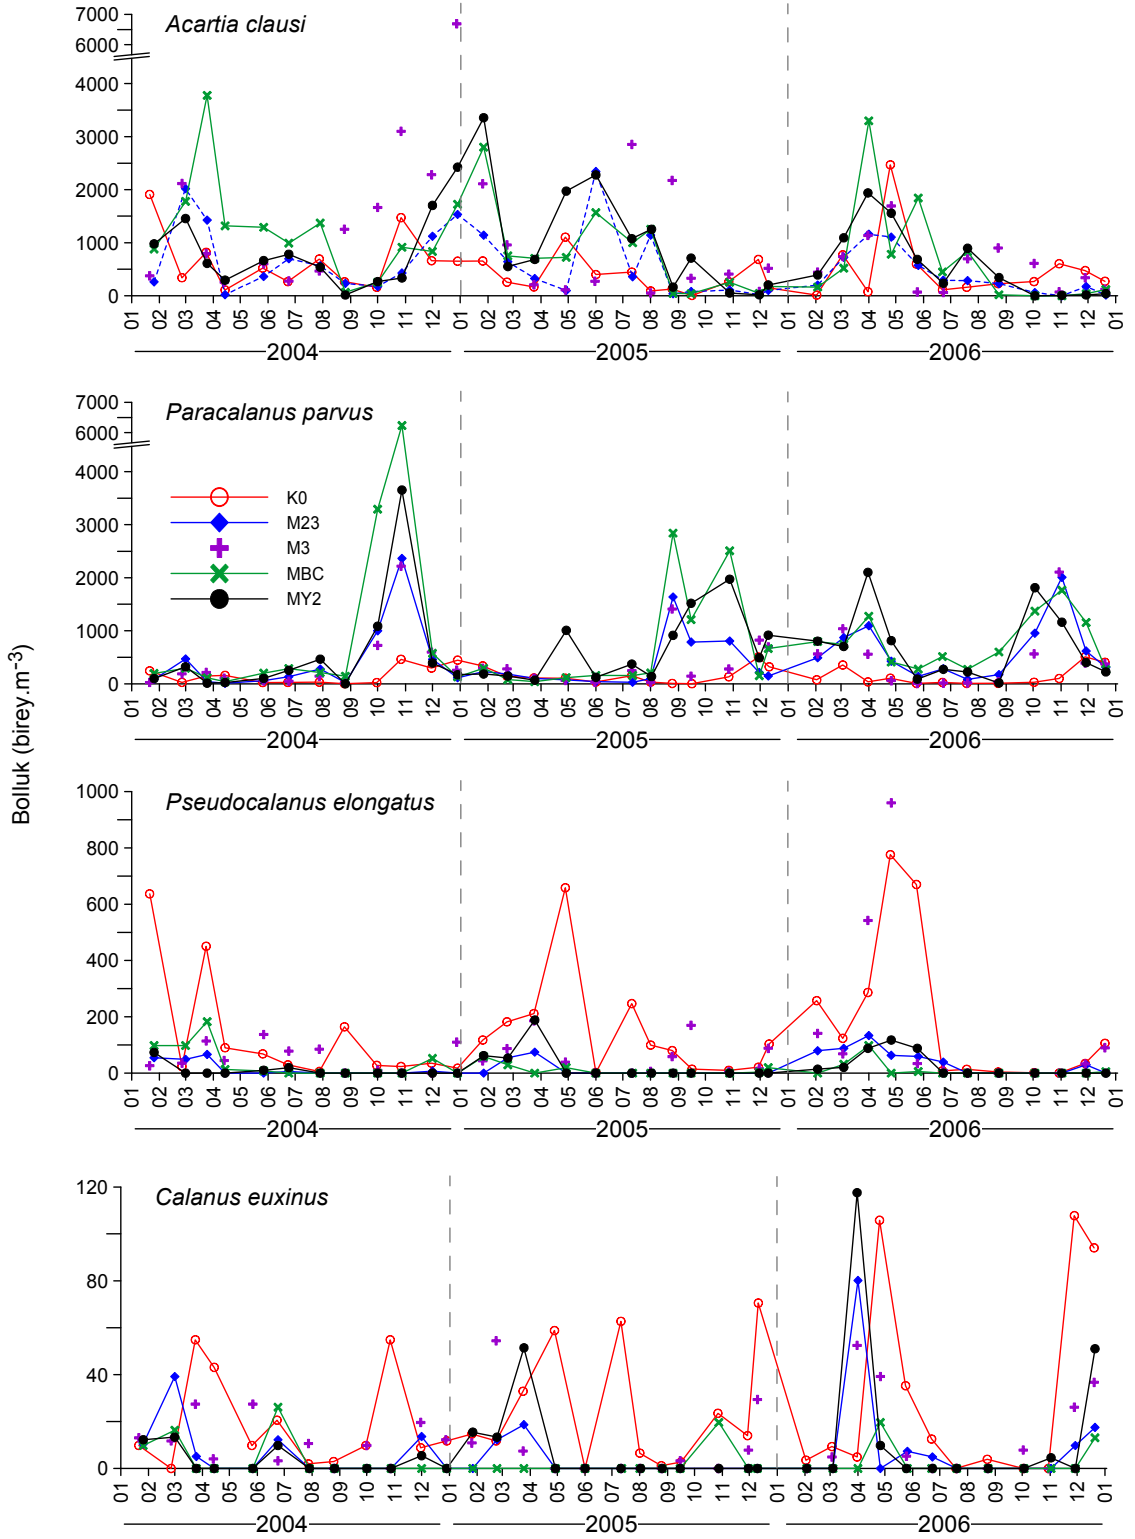 Bolluk (birey.m⁻³)
Acartia clausi
7000
6000
4000
3000
2000
1000
0
01 02 03 04 05 06 07 08 09 10 11 12 01 02 03 04 05 06 07 08 09 10 11 12 01 02 03 04 05 06 07 08 09 10 11 12 01
2004 2005 2006
Paracalanus parvus
7000
6000
4000
3000
2000
1000
0
K0
M23
M3
MBC
MY2
01 02 03 04 05 06 07 08 09 10 11 12 01 02 03 04 05 06 07 08 09 10 11 12 01 02 03 04 05 06 07 08 09 10 11 12 01
2004 2005 2006
Pseudocalanus elongatus
1000
800
600
400
200
0
01 02 03 04 05 06 07 08 09 10 11 12 01 02 03 04 05 06 07 08 09 10 11 12 01 02 03 04 05 06 07 08 09 10 11 12 01
2004 2005 2006
Calanus euxinus
120
80
40
0
01 02 03 04 05 06 07 08 09 10 11 12 01 02 03 04 05 06 07 08 09 10 11 12 01 02 03 04 05 06 07 08 09 10 11 12 01
2004 2005 2006